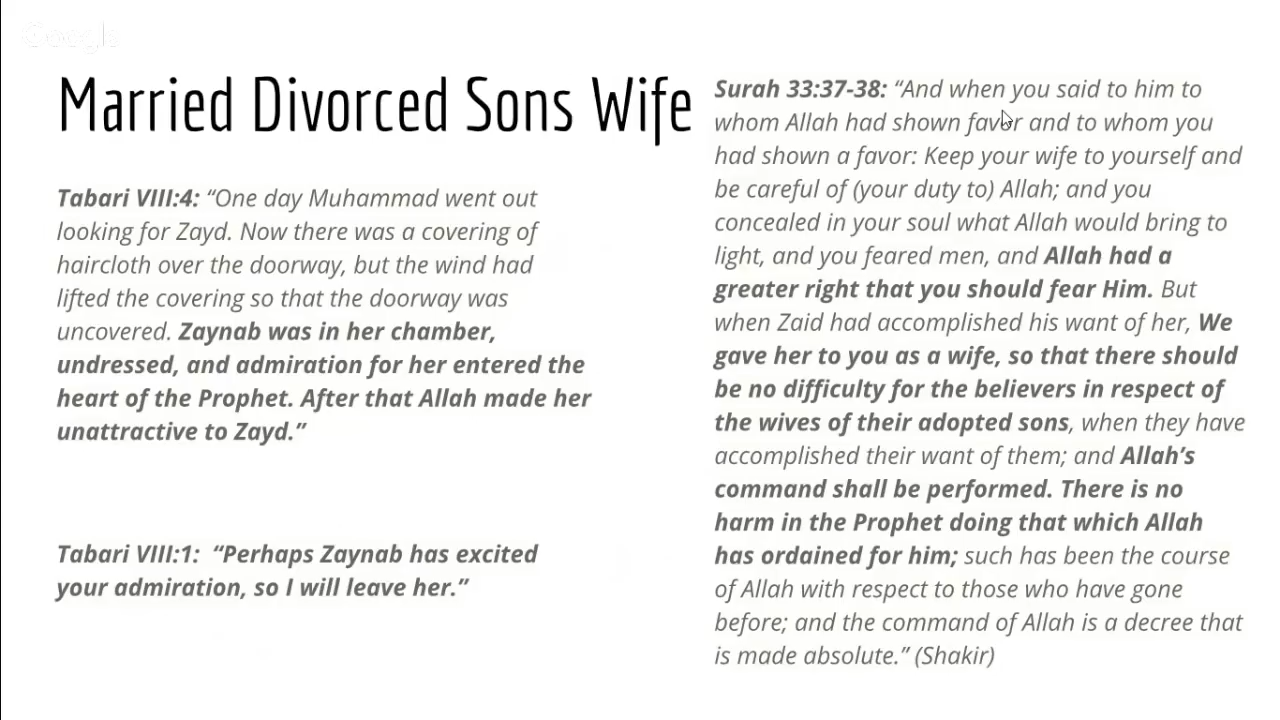 Google
Married Divorced Sons Wife
Tabari VIII:4: “One day Muhammad went out
looking for Zayd. Now there was a covering of
haircloth over the doorway, but the wind had
lifted the covering so that the doorway was
uncovered. Zaynab was in her chamber,
undressed, and admiration for her entered the
heart of the Prophet. After that Allah made her
unattractive to Zayd.”
Tabari VIII:1: “Perhaps Zaynab has excited
your admiration, so I will leave her.”
Surah 33:37-38: “And when you said to him to
whom Allah had shown favor and to whom you
had shown a favor: Keep your wife to yourself and
be careful of (your duty to) Allah; and you
concealed in your soul what Allah would bring to
light, and you feared men, and Allah had a
greater right that you should fear Him. But
when Zaid had accomplished his want of her, We
gave her to you as a wife, so that there should
be no difficulty for the believers in respect of
the wives of their adopted sons, when they have
accomplished their want of them; and Allah’s
command shall be performed. There is no
harm in the Prophet doing that which Allah
has ordained for him; such has been the course
of Allah with respect to those who have gone
before; and the command of Allah is a decree that
is made absolute.” (Shakir)